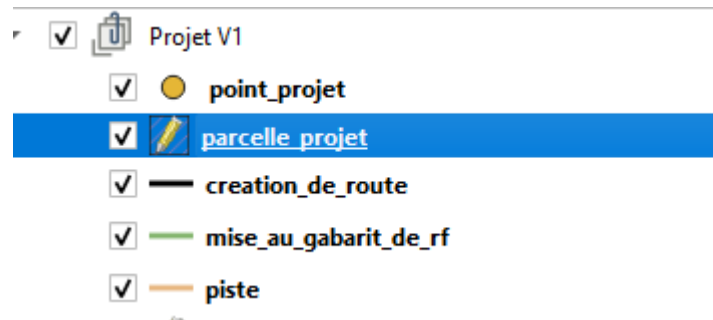 Projet V1
point_projet
parcelle_projet
creation_de_route
mise_au_gabarit_de_rf
piste